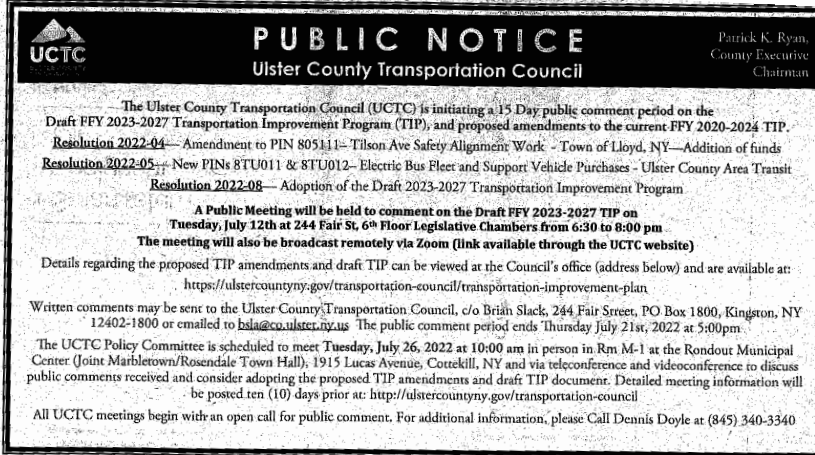 UCTC
PUBLIC NOTICE
Ulster County Transportation Council
Patrick K. Ryan,
County Executive
Chairman
The Ulster County Transportation Council (UCTC) is initiating a 15 Day public comment period on the
Draft FFY 2023-2027 Transportation Improvement Program (TIP), and proposed amendments to the current FFY 2020-2024 TIP.
Resolution 2022-04— Amendment to PIN 805111– Tilson Ave Safety Alignment Work - Town of Lloyd, NY—Addition of funds
Resolution 2022-05— New PINs 8TU011 & 8TU012– Electric Bus Fleet and Support Vehicle Purchases - Ulster County Area Transit
Resolution 2022-08— Adoption of the Draft 2023-2027 Transportation Improvement Program
A Public Meeting will be held to comment on the Draft FFY 2023-2027 TIP on
Tuesday, July 12th at 244 Fair St, 6th Floor Legislative Chambers from 6:30 to 8:00 pm
The meeting will also be broadcast remotely via Zoom (link available through the UCTC website)
Details regarding the proposed TIP amendments and draft TIP can be viewed at the Council's office (address below) and are available at:
https://ulstercountyny.gov/transportation-council/transportation-improvement-plan
Written comments may be sent to the Ulster County Transportation Council, c/o Brian Slack, 244 Fair Street, PO Box 1800, Kingston, NY
12402-1800 or emailed to bsla@co.ulster.ny.us The public comment period ends Thursday July 21st, 2022 at 5:00pm
The UCTC Policy Committee is scheduled to meet Tuesday, July 26, 2022 at 10:00 am in person in Rm M-1 at the Rondout Municipal
Center (Joint Marbletown/Rosendale Town Hall), 1915 Lucas Avenue, Cottekill, NY and via teleconference and videoconference to discuss
public comments received and consider adopting the proposed TIP amendments and draft TIP document. Detailed meeting information will
be posted ten (10) days prior at: http://ulstercountyny.gov/transportation-council
All UCTC meetings begin with an open call for public comment. For additional information, please Call Dennis Doyle at (845) 340-3340